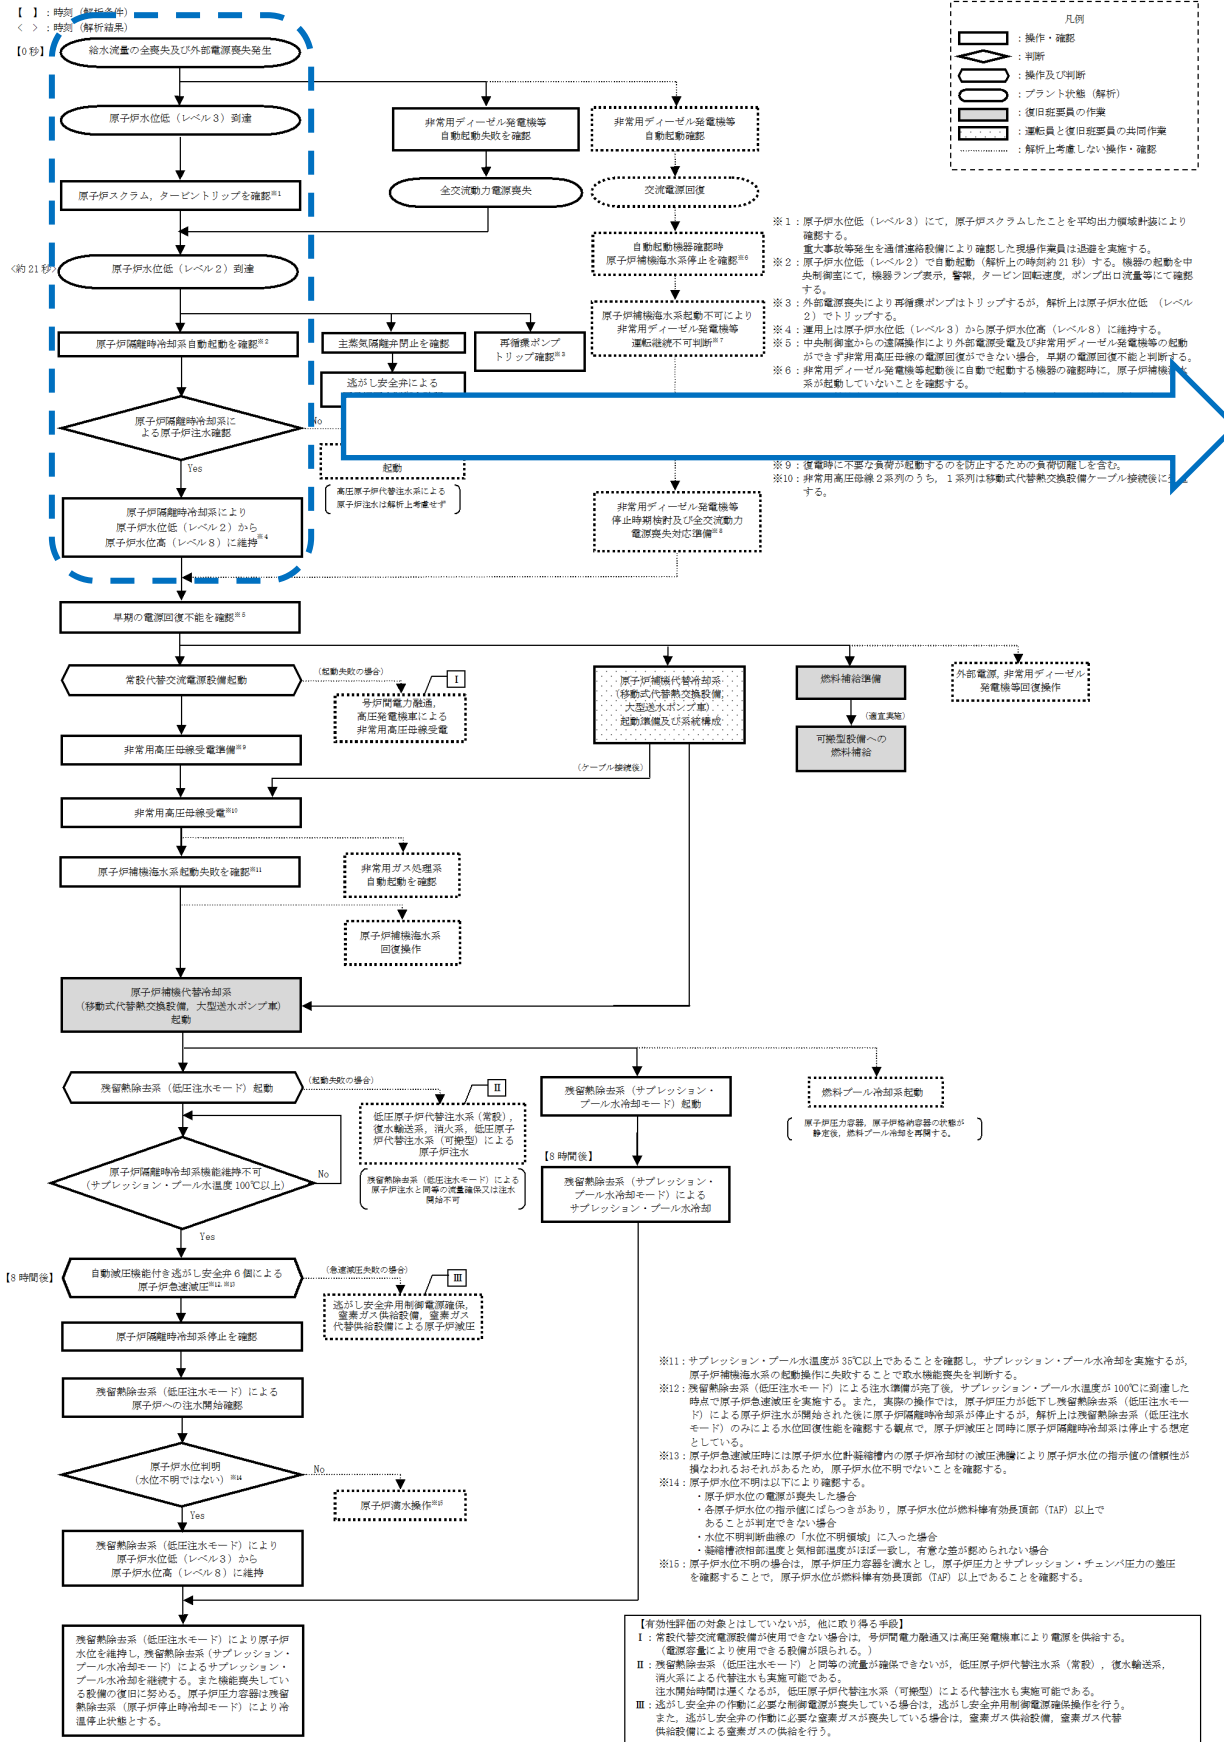 【 】：時刻（解析条件）
〈 〉：時刻（解析結果）
【0秒】
給水流量の全喪失及び外部電源喪失発生
原子炉水位低（レベル３）到達
原子炉スクラム，タービントリップを確認※1
〈約21秒〉
原子炉水位低（レベル２）到達
原子炉隔離時冷却系自動起動を確認※2
原子炉隔離時冷却系に
よる原子炉注水確認
No
Yes
原子炉隔離時冷却系により
原子炉水位低（レベル２）から
原子炉水位高（レベル８）に維持※4
非常用ディーゼル発電機等
自動起動失敗を確認
全交流動力電源喪失
主蒸気隔離弁閉止を確認
逃がし安全弁による
再循環ポンプ
トリップ確認※3
起動
高圧原子炉代替注水系による
原子炉注水は解析上考慮せず
非常用ディーゼル発電機等
自動起動確認
交流電源回復
自動起動機器確認時
原子炉補機海水系停止を確認※6
原子炉補機海水系起動不可により
非常用ディーゼル発電機等
運転継続不可判断※7
非常用ディーゼル発電機等
停止時期検討及び全交流動力
電源喪失対応準備※8
凡例
：操作・確認
：判断
：操作及び判断
：プラント状態（解析）
：復旧班要員の作業
：運転員と復旧班要員の共同作業
：解析上考慮しない操作・確認
※１：原子炉水位低（レベル３）にて，原子炉スクラムしたことを平均出力領域計装により
確認する。
重大事故等発生を通信連絡設備により確認した現場作業員は退避を実施する。
※２：原子炉水位低（レベル２）で自動起動（解析上の時刻約21秒）する。機器の起動を中
央制御室にて，機器ランプ表示，警報，タービン回転速度，ポンプ出口流量等にて確認
する。
※３：外部電源喪失により再循環ポンプはトリップするが，解析上は原子炉水位低　（レベル
２）でトリップする。
※４：運用上は原子炉水位低（レベル３）から原子炉水位高（レベル８）に維持する。
※５：中央制御室からの遠隔操作により外部電源受電及び非常用ディーゼル発電機等の起動
ができず非常用高圧母線の電源回復ができない場合，早期の電源回復不能と判断する。
※６：非常用ディーゼル発電機等起動後に自動で起動する機器の確認時に，原子炉補機海水
系が起動していないことを確認する。
※９：復電時に不要な負荷が起動するのを防止するための負荷切離しを含む。
※10：非常用高圧母線２系列のうち，１系列は移動式代替熱交換設備ケーブル接続後に
する。
早期の電源回復不能を確認※5
常設代替交流電源設備起動
（起動失敗の場合）
Ⅰ
号炉間電力融通，
高圧発電機車による
非常用高圧母線受電
原子炉補機代替冷却系
（移動式代替熱交換設備，
大型送水ポンプ車）
起動準備及び系統構成
燃料補給準備
（適宜実施）
可搬型設備への
燃料補給
外部電源，非常用ディーゼル
発電機等回復操作
非常用高圧母線受電準備※9
（ケーブル接続後）
非常用高圧母線受電※10
原子炉補機海水系起動失敗を確認※11
非常用ガス処理系
自動起動を確認
原子炉補機海水系
回復操作
原子炉補機代替冷却系
（移動式代替熱交換設備，大型送水ポンプ車）
起動
残留熱除去系（低圧注水モード）起動
（起動失敗の場合）
Ⅱ
低圧原子炉代替注水系（常設），
復水輸送系，消火系，低圧原子
炉代替注水系（可搬型）による
原子炉注水
残留熱除去系（低圧注水モード）による
原子炉注水と同等の流量確保又は注水
開始不可
残留熱除去系（サプレッション・
プール水冷却モード）起動
【8時間後】
残留熱除去系（サプレッション・
プール水冷却モード）による
サプレッション・プール水冷却
燃料プール冷却系起動
原子炉圧力容器，原子炉格納容器の状態が
静定後，燃料プール冷却を再開する。
原子炉隔離時冷却系機能維持不可
（サプレッション・プール水温度100℃以上）
No
Yes
【8時間後】
自動減圧機能付き逃がし安全弁６個による
原子炉急速減圧※12，※13
（急速減圧失敗の場合）
Ⅲ
逃がし安全弁用制御電源確保，
窒素ガス供給設備，窒素ガス
代替供給設備による原子炉減圧
原子炉隔離時冷却系停止を確認
残留熱除去系（低圧注水モード）による
原子炉への注水開始確認
原子炉水位判明
（水位不明ではない）※14
No
Yes
原子炉満水操作※15
残留熱除去系（低圧注水モード）により
原子炉水位低（レベル３）から
原子炉水位高（レベル８）に維持
残留熱除去系（低圧注水モード）により原子炉
水位を維持し，残留熱除去系（サプレッション・
プール水冷却モード）によるサプレッション・
プール水冷却を継続する。また機能喪失してい
る設備の復旧に努める。原子炉圧力容器は残留
熱除去系（原子炉停止時冷却モード）により冷
温停止状態とする。
※11：サプレッション・プール水温度が35℃以上であることを確認し，サプレッション・プール水冷却を実施するが，
原子炉補機海水系の起動操作に失敗することで取水機能喪失を判断する。
※12：残留熱除去系（低圧注水モード）による注水準備が完了後，サプレッション・プール水温度が100℃に到達した
時点で原子炉急速減圧を実施する。また，実際の操作では，原子炉圧力が低下し残留熱除去系（低圧注水モー
ド）による原子炉注水が開始された後に原子炉隔離時冷却系が停止するが，解析上は残留熱除去系（低圧注水
モード）のみによる水位回復性能を確認する観点で，原子炉減圧と同時に原子炉隔離時冷却系は停止する想定
としている。
※13：原子炉急速減圧時には原子炉水位計凝縮槽内の原子炉冷却材の減圧沸騰により原子炉水位の指示値の信頼性が
損なわれるおそれがあるため，原子炉水位不明でないことを確認する。
※14：原子炉水位不明は以下により確認する。
・原子炉水位の電源が喪失した場合
・各原子炉水位の指示値にばらつきがあり，原子炉水位が燃料棒有効長頂部（TAF）以上で
あることが判定できない場合
・水位不明判断曲線の「水位不明領域」に入った場合
・凝縮槽液相部温度と気相部温度がほぼ一致し，有意な差が認められない場合
※15：原子炉水位不明の場合は，原子炉圧力容器を満水とし，原子炉圧力とサプレッション・チェンバ圧力の差圧
を確認することで，原子炉水位が燃料棒有効長頂部（TAF）以上であることを確認する。
【有効性評価の対象とはしていないが，他に取り得る手段】
Ⅰ：常設代替交流電源設備が使用できない場合は，号炉間電力融通又は高圧発電機車により電源を供給する。
（電源容量により使用できる設備が限られる。）
Ⅱ：残留熱除去系（低圧注水モード）と同等の流量が確保できないが，低圧原子炉代替注水系（常設），復水輸送系，
消火系による代替注水も実施可能である。
注水開始時間は遅くなるが，低圧原子炉代替注水系（可搬型）による代替注水も実施可能である。
Ⅲ：逃がし安全弁の作動に必要な制御電源が喪失している場合は，逃がし安全弁用制御電源確保操作を行う。
また，逃がし安全弁の作動に必要な窒素ガスが喪失している場合は，窒素ガス供給設備，窒素ガス代替
供給設備による窒素ガスの供給を行う。